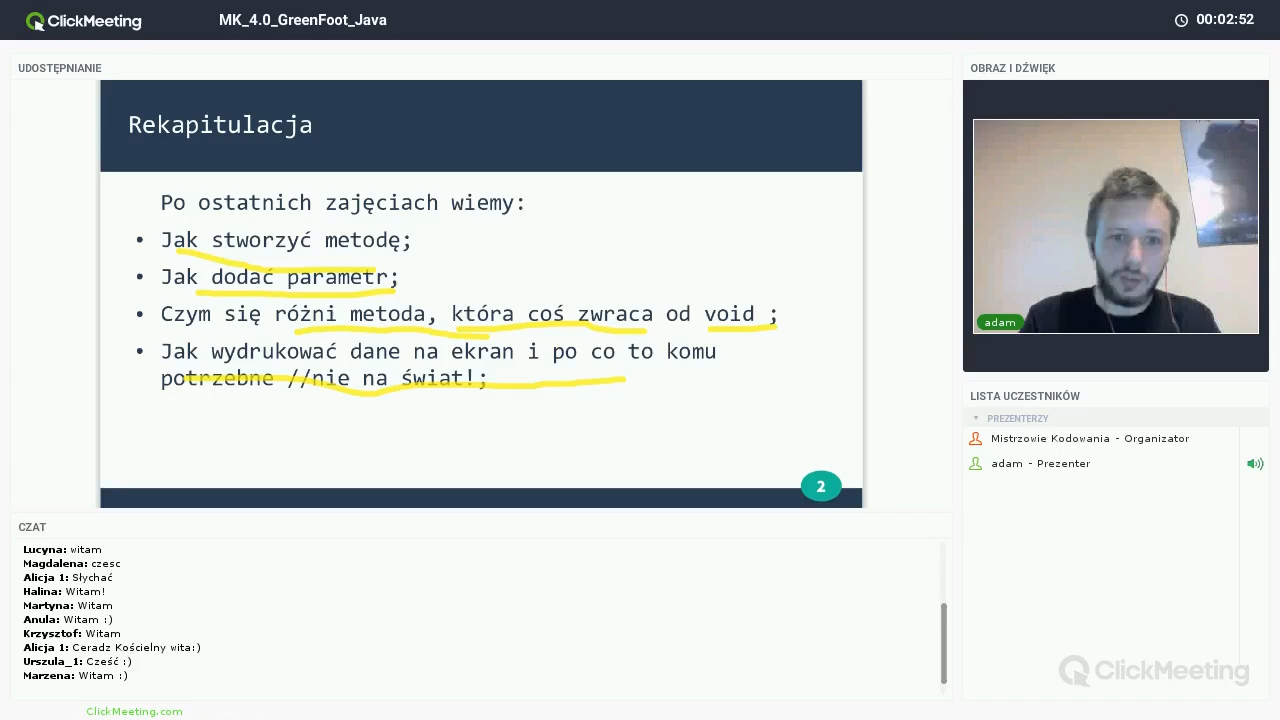 ClickMeeting
MK_4.0_GreenFoot_Java
00:02:52
UDOSTĘPNIANIE
Rekapitulacja
Po ostatnich zajęciach wiemy:
• Jak stworzyć metodę;
• Jak dodać parametr;
• Czym się różni metoda, która coś zwraca od void ;
• Jak wydrukować dane na ekran i po co to komu
potrzebne //nie na świat!;
2
OBRAZ I DŹWIĘK
adam
LISTA UCZESTNIKÓW
PREZENTERZY
Mistrzowie Kodowania - Organizator
adam - Prezenter
CZAT
Lucyna: witam
Magdalena: czesc
Alicja 1: Słychać
Halina: Witam!
Martyna: Witam
Anula: Witam :)
Krzysztof: Witam
Alicja 1: Ceradz Kościelny wita:)
Urszula_1: Cześć :)
Marzena: Witam :)
ClickMeeting
ClickMeeting.com